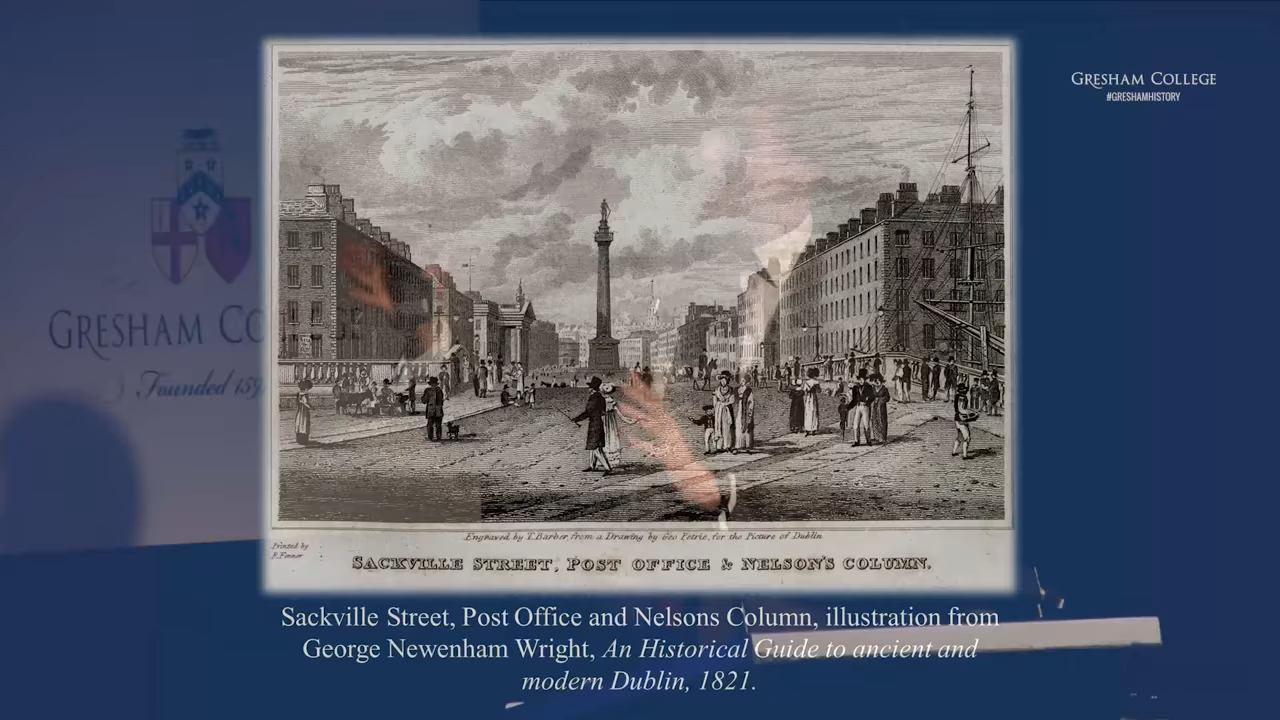 GRESHAM COLLEGE
#GRESHAMHISTORY
GRESHAM CO
Founded 159
Engraved by T. Barber, from a Drawing by Geo Petrie, for the Picture of Dublin
Printed by
R. Fenner
SACKVILLE STREET, POST OFFICE & NELSON'S COLUMN.
Sackville Street, Post Office and Nelsons Column, illustration from
George Newenham Wright, An Historical Guide to ancient and
modern Dublin, 1821.